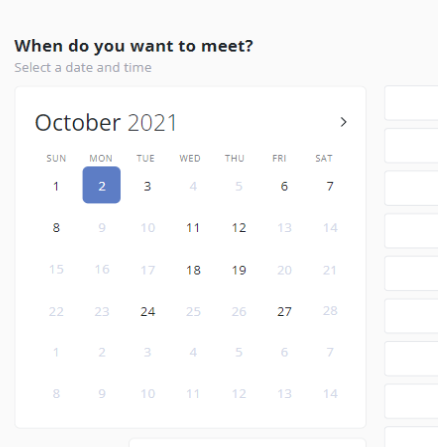 When do you want to meet?
Select a date and time
October 2021 >
SUN MON TUE WED THU FRI SAT
1 2 3 4 5 6 7
8 9 10 11 12 13 14
15 16 17 18 19 20 21
22 23 24 25 26 27 28
1 2 3 4 5 6 7
8 9 10 11 12 13 14